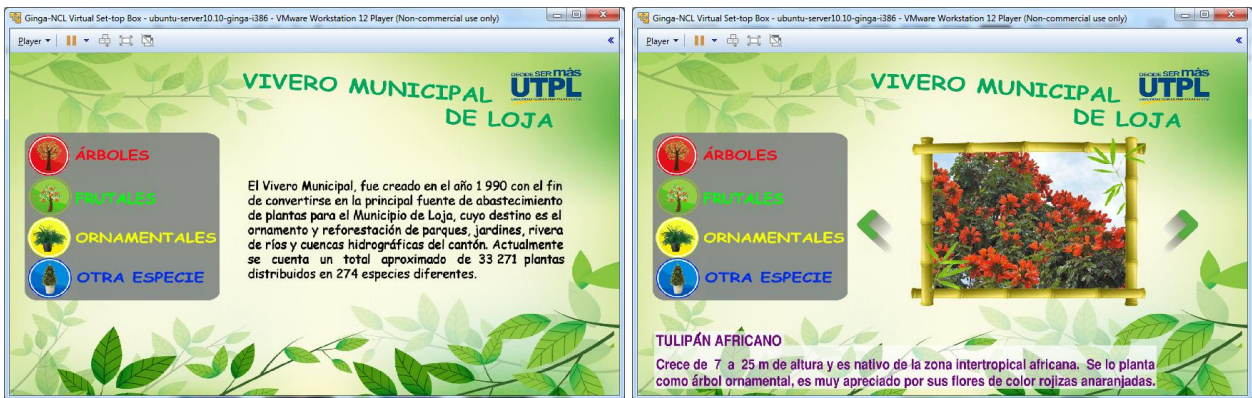 Ginga-NCL Virtual Set-top Box - ubuntu-server10.10-ginga-i386 - VMware Workstation 12 Player (Non-commercial use only)
Player
VIVERO MUNICIPAL
DE LOJA
DECIDE SER más
UTPL
ÁRBOLES
FRUTALES
ORNAMENTALES
OTRA ESPECIE
El Vivero Municipal, fue creado en el año 1 990 con el fin
de convertirse en la principal fuente de abastecimiento
de plantas para el Municipio de Loja, cuyo destino es el
ornamento y reforestación de parques, jardines, rivera
de ríos y cuencas hidrográficas del cantón. Actualmente
se cuenta un total aproximado de 33 271 plantas
distribuidos en 274 especies diferentes.
Ginga-NCL Virtual Set-top Box - ubuntu-server10.10-ginga-i386 - VMware Workstation 12 Player (Non-commercial use only)
Player
VIVERO MUNICIPAL
DE LOJA
DECIDE SER más
UTPL
ÁRBOLES
FRUTALES
ORNAMENTALES
OTRA ESPECIE
TULIPÁN AFRICANO
Crece de 7 a 25 m de altura y es nativo de la zona intertropical africana. Se lo planta
como árbol ornamental, es muy apreciado por sus flores de color rojizas anaranjadas.